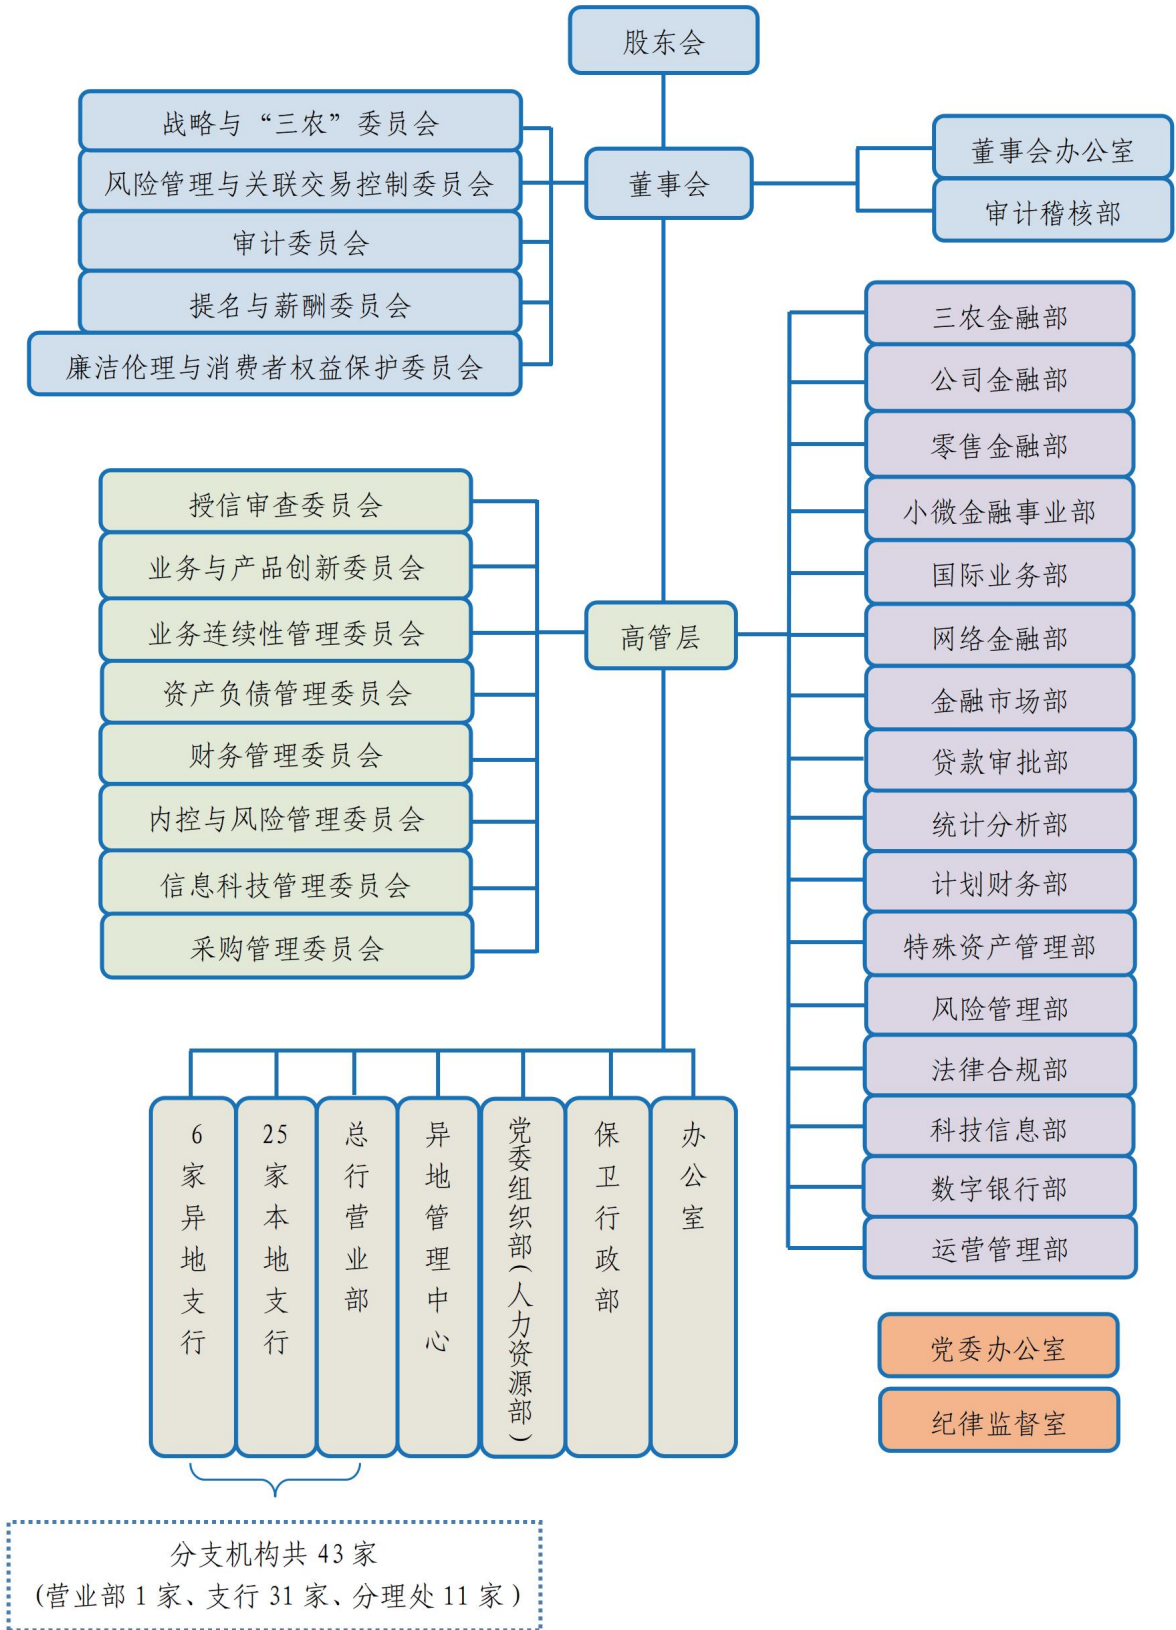 股东会
战略与“三农”委员会
风险管理与关联交易控制委员会
审计委员会
提名与薪酬委员会
廉洁伦理与消费者权益保护委员会
董事会
董事会办公室
审计稽核部
授信审查委员会
业务与产品创新委员会
业务连续性管理委员会
资产负债管理委员会
财务管理委员会
内控与风险管理委员会
信息科技管理委员会
采购管理委员会
高管层
三农金融部
公司金融部
零售金融部
小微金融事业部
国际业务部
网络金融部
金融市场部
贷款审批部
统计分析部
计划财务部
特殊资产管理部
风险管理部
法律合规部
科技信息部
数字银行部
运营管理部
6家异地支行
25家本地支行
总行营业部
异地管理中心
党委组织部(人力资源部)
保卫行政部
办公室
党委办公室
纪律监督室
分支机构共 43 家
(营业部 1 家、支行 31 家、分理处 11 家)